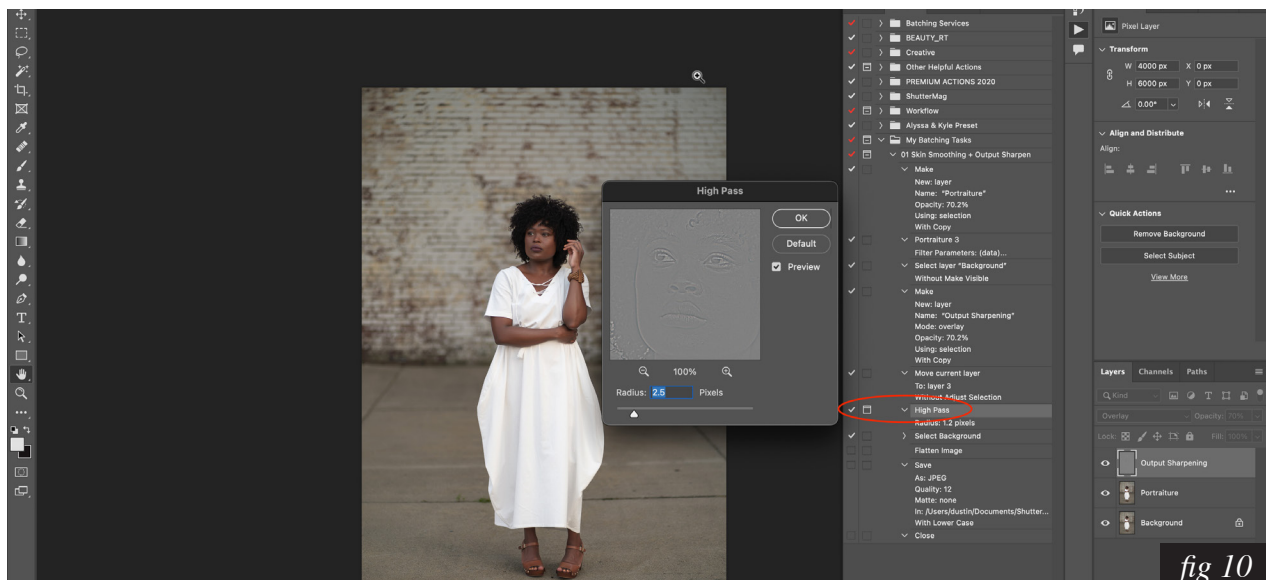 Batching Services
BEAUTY_RT
Creative
Other Helpful Actions
PREMIUM ACTIONS 2020
ShutterMag
Workflow
Alyssa & Kyle Preset
My Batching Tasks
01 Skin Smoothing + Output Sharpen
Make
New: layer
Name: "Portraiture"
Opacity: 70.2%
Using: selection
With Copy
Portraiture 3
Filter Parameters: (data)...
Select layer "Background"
Without Make Visible
Make
New: layer
Name: "Output Sharpening"
Mode: overlay
Opacity: 70.2%
Using: selection
With Copy
Move current layer
To: layer 3
Without Adjust Selection
High Pass
Radius: 1.2 pixels
Select Background
Flatten Image
Save
As: JPEG
Quality: 12
Matte: none
In: /Users/dustin/Documents/Shutter...
With Lower Case
Close
High Pass
OK
Default
Preview
100%
Radius: 2.5 Pixels
Pixel Layer
Transform
W 4000 px X 0 px
H 6000 px Y 0 px
0.00°
Align and Distribute
Align:
Quick Actions
Remove Background
Select Subject
View More
Layers Channels Paths
Kind
Overlay Opacity: 70%
Lock: Fill: 100%
Output Sharpening
Portraiture
Background
fig 10